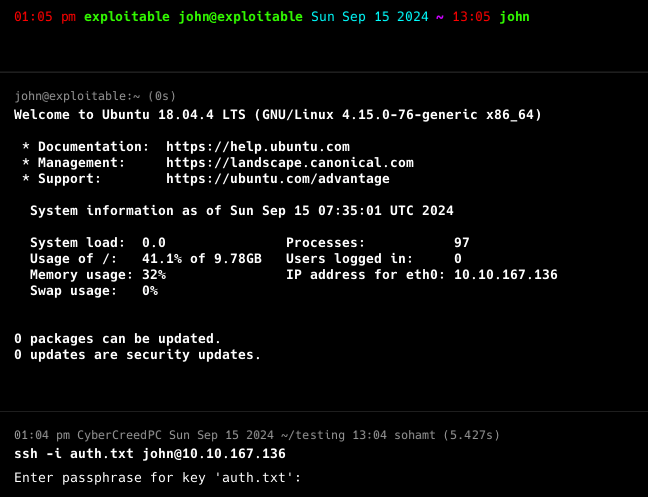 01:05 pm exploitable john@exploitable Sun Sep 15 2024 ~ 13:05 john
john@exploitable:~ (0s)
Welcome to Ubuntu 18.04.4 LTS (GNU/Linux 4.15.0-76-generic x86_64)
* Documentation:  https://help.ubuntu.com
* Management:     https://landscape.canonical.com
* Support:        https://ubuntu.com/advantage
System information as of Sun Sep 15 07:35:01 UTC 2024
System load:  0.0               Processes:           97
Usage of /:   41.1% of 9.78GB   Users logged in:     0
Memory usage: 32%               IP address for eth0: 10.10.167.136
Swap usage:   0%
0 packages can be updated.
0 updates are security updates.
01:04 pm CyberCreedPC Sun Sep 15 2024 ~/testing 13:04 sohamt (5.427s)
ssh -i auth.txt john@10.10.167.136
Enter passphrase for key 'auth.txt':